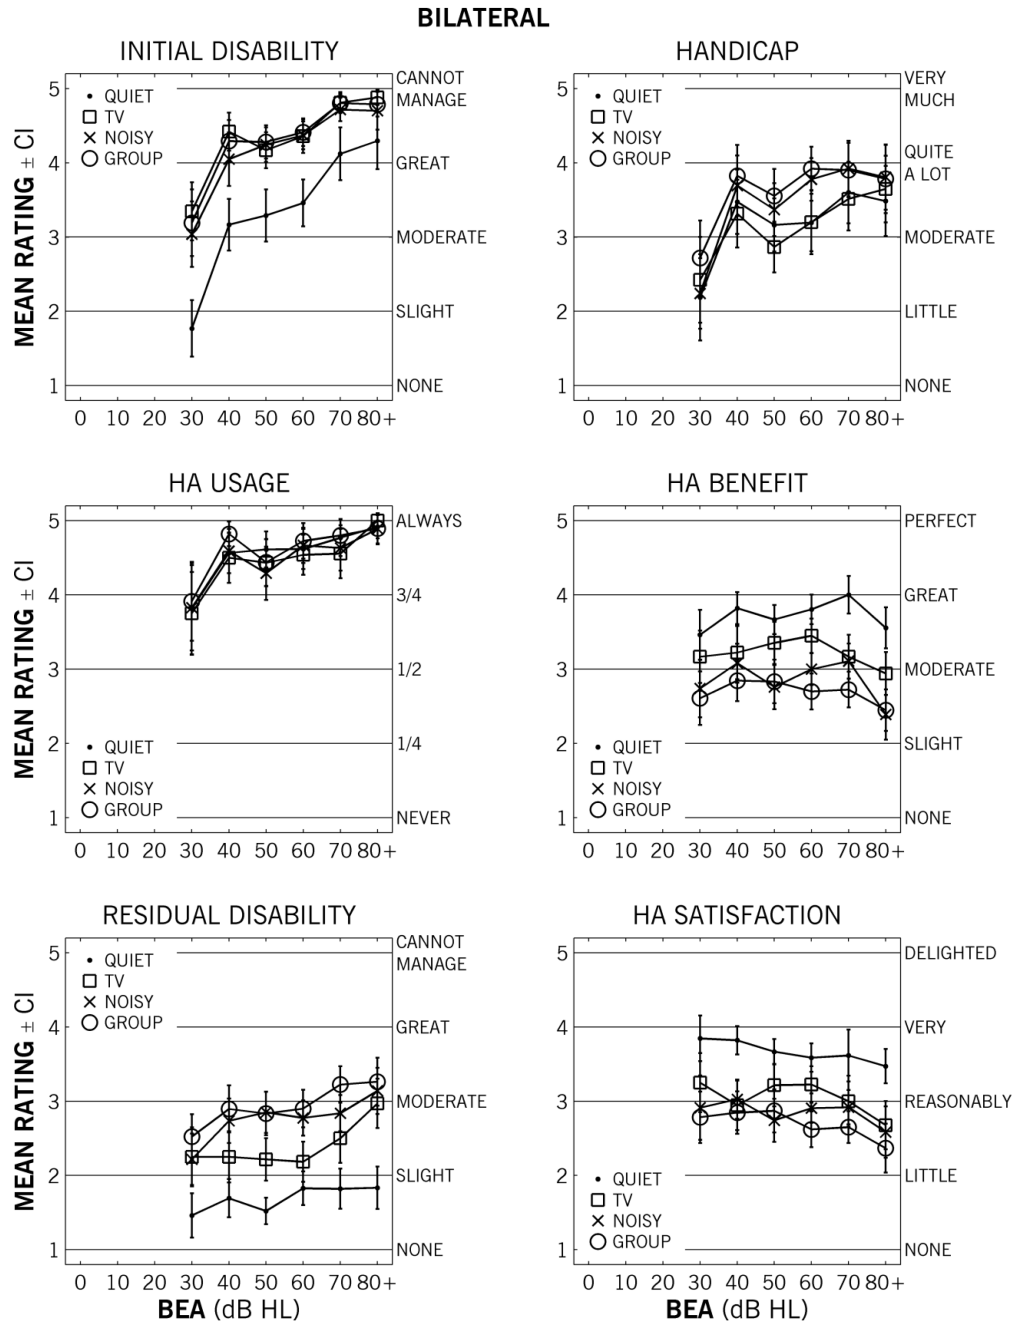 BILATERAL
INITIAL DISABILITY
MEAN RATING ± CI
5
4
3
2
1
QUIET
TV
NOISY
GROUP
CANNOT
MANAGE
GREAT
MODERATE
SLIGHT
NONE
0 10 20 30 40 50 60 70 80+
HANDICAP
5
4
3
2
1
QUIET
TV
NOISY
GROUP
VERY
MUCH
QUITE
A LOT
MODERATE
LITTLE
NONE
0 10 20 30 40 50 60 70 80+
HA USAGE
MEAN RATING ± CI
5
4
3
2
1
ALWAYS
3/4
1/2
1/4
NEVER
QUIET
TV
NOISY
GROUP
0 10 20 30 40 50 60 70 80+
HA BENEFIT
5
4
3
2
1
PERFECT
GREAT
MODERATE
SLIGHT
NONE
QUIET
TV
NOISY
GROUP
0 10 20 30 40 50 60 70 80+
RESIDUAL DISABILITY
MEAN RATING ± CI
5
4
3
2
1
QUIET
TV
NOISY
GROUP
CANNOT
MANAGE
GREAT
MODERATE
SLIGHT
NONE
0 10 20 30 40 50 60 70 80+
BEA (dB HL)
HA SATISFACTION
5
4
3
2
1
DELIGHTED
VERY
REASONABLY
LITTLE
NONE
QUIET
TV
NOISY
GROUP
0 10 20 30 40 50 60 70 80+
BEA (dB HL)